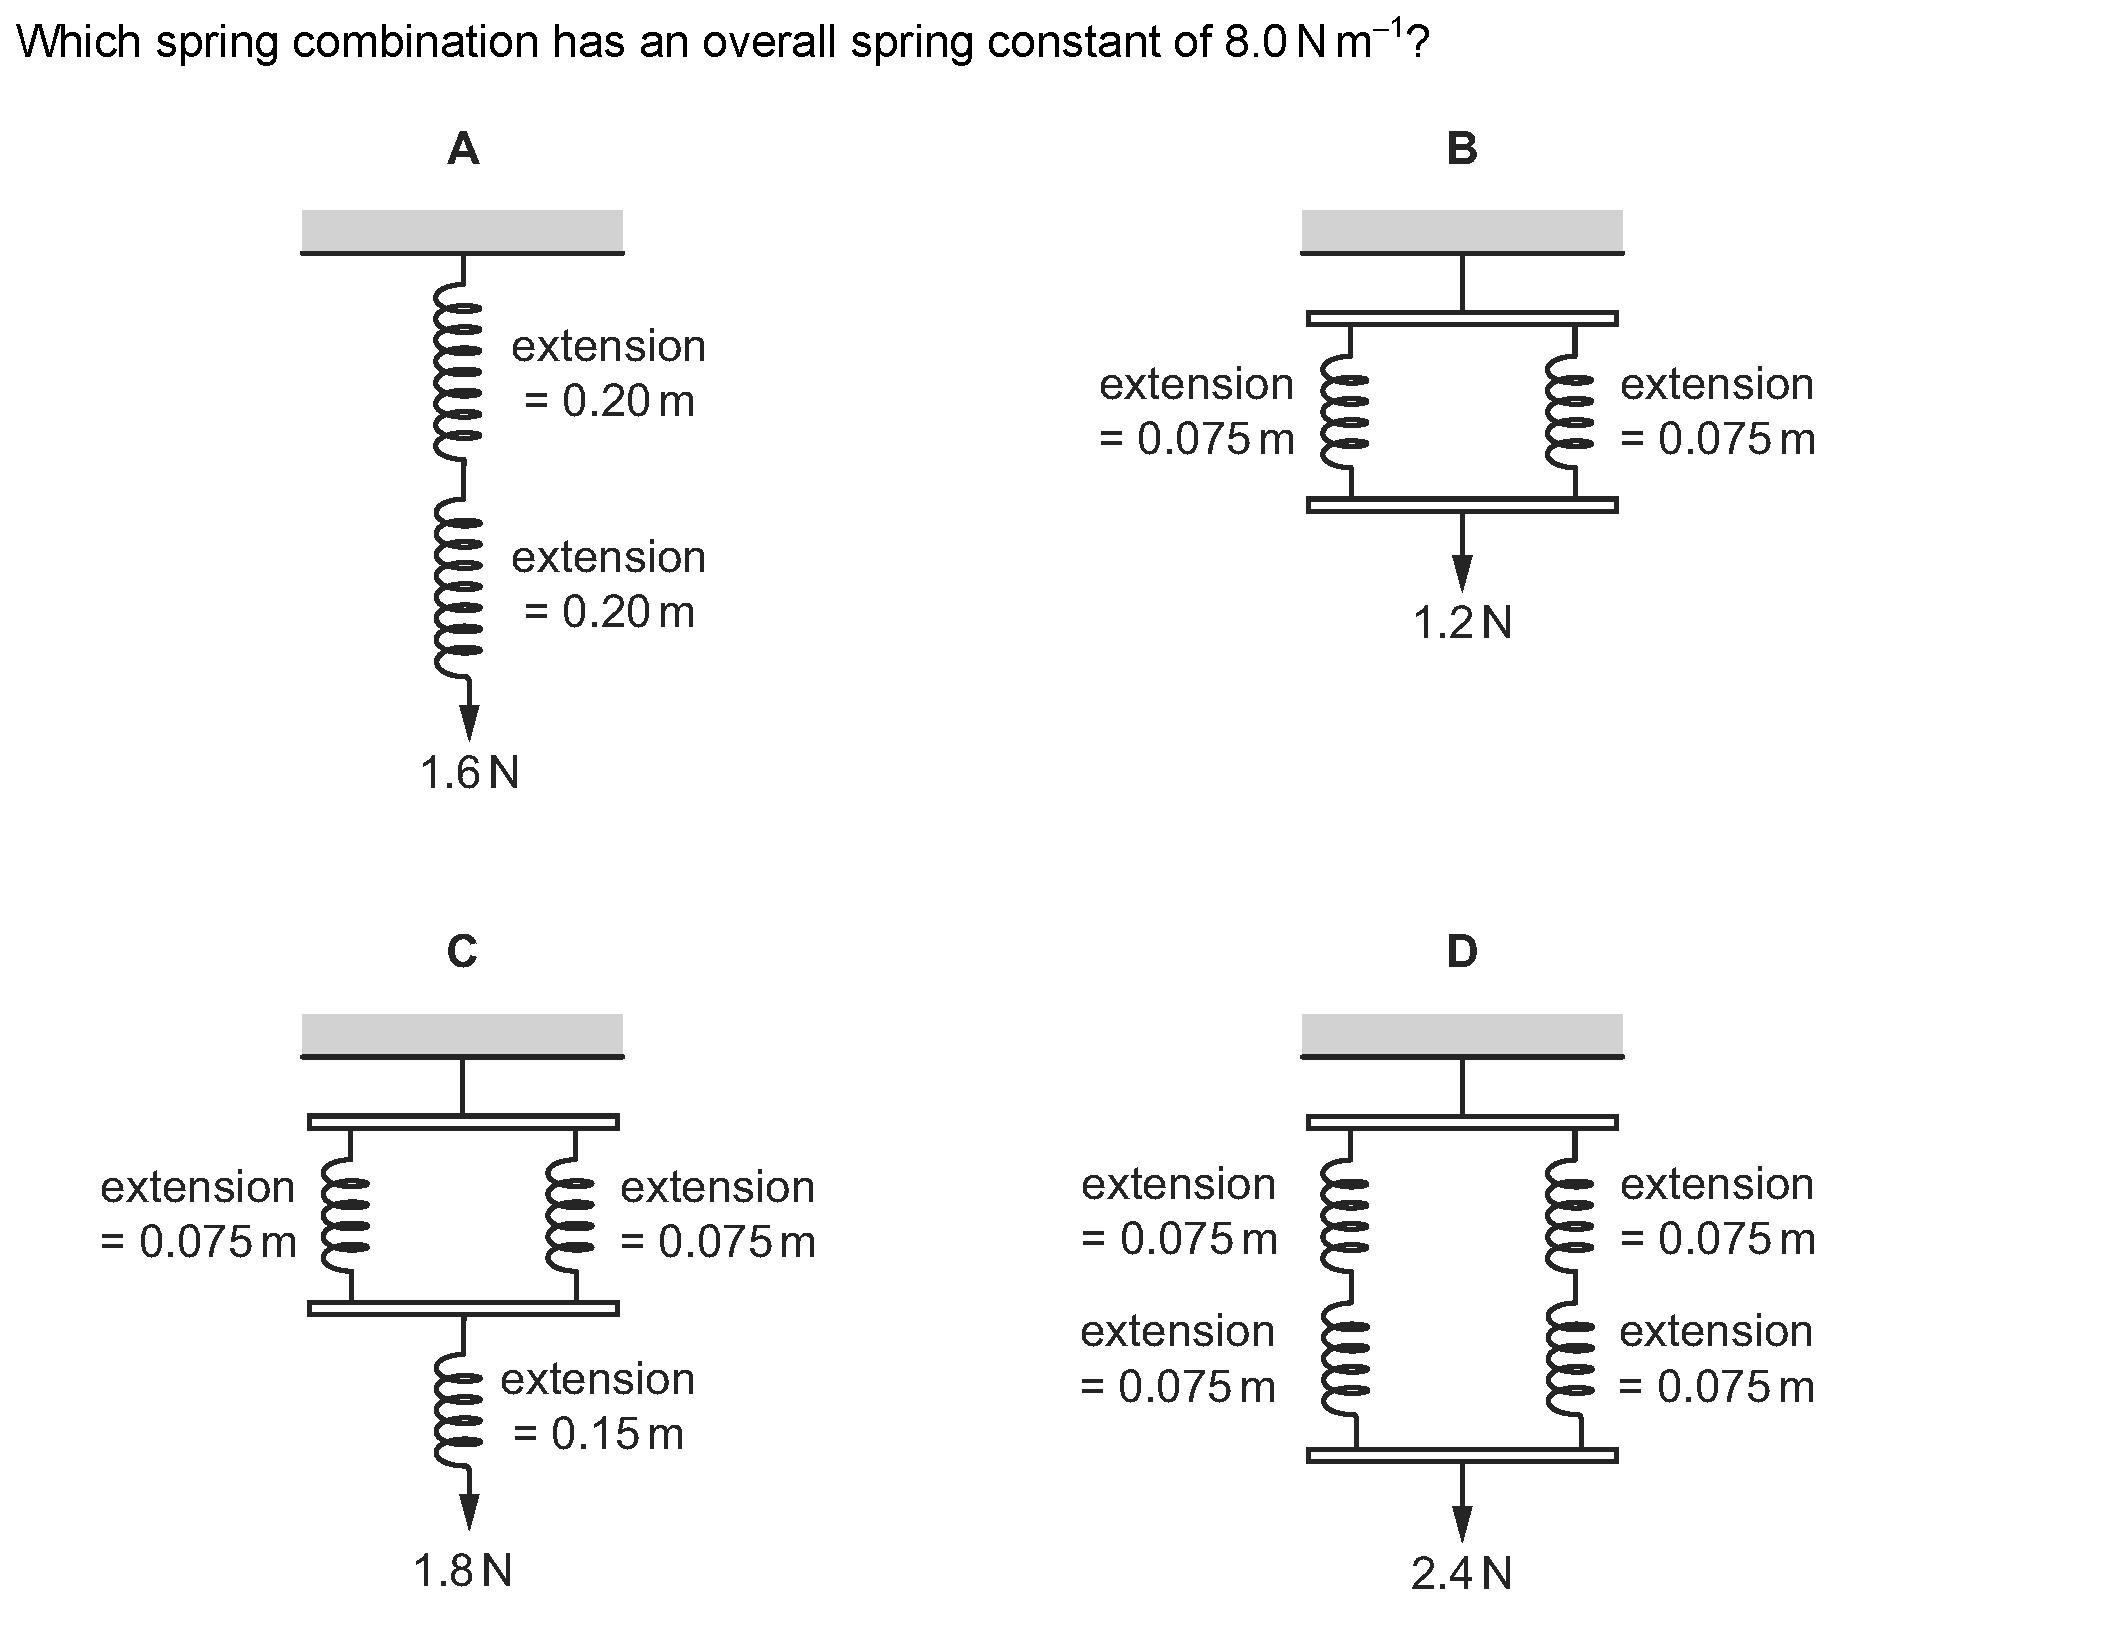 Which spring combination has an overall spring constant of 8.0 N m⁻¹?
A
B
extension
= 0.20 m
extension
= 0.20 m
1.6 N
extension
= 0.075 m
extension
= 0.075 m
1.2 N
C
D
extension
= 0.075 m
extension
= 0.075 m
extension
= 0.15 m
1.8 N
extension
= 0.075 m
extension
= 0.075 m
extension
= 0.075 m
extension
= 0.075 m
2.4 N